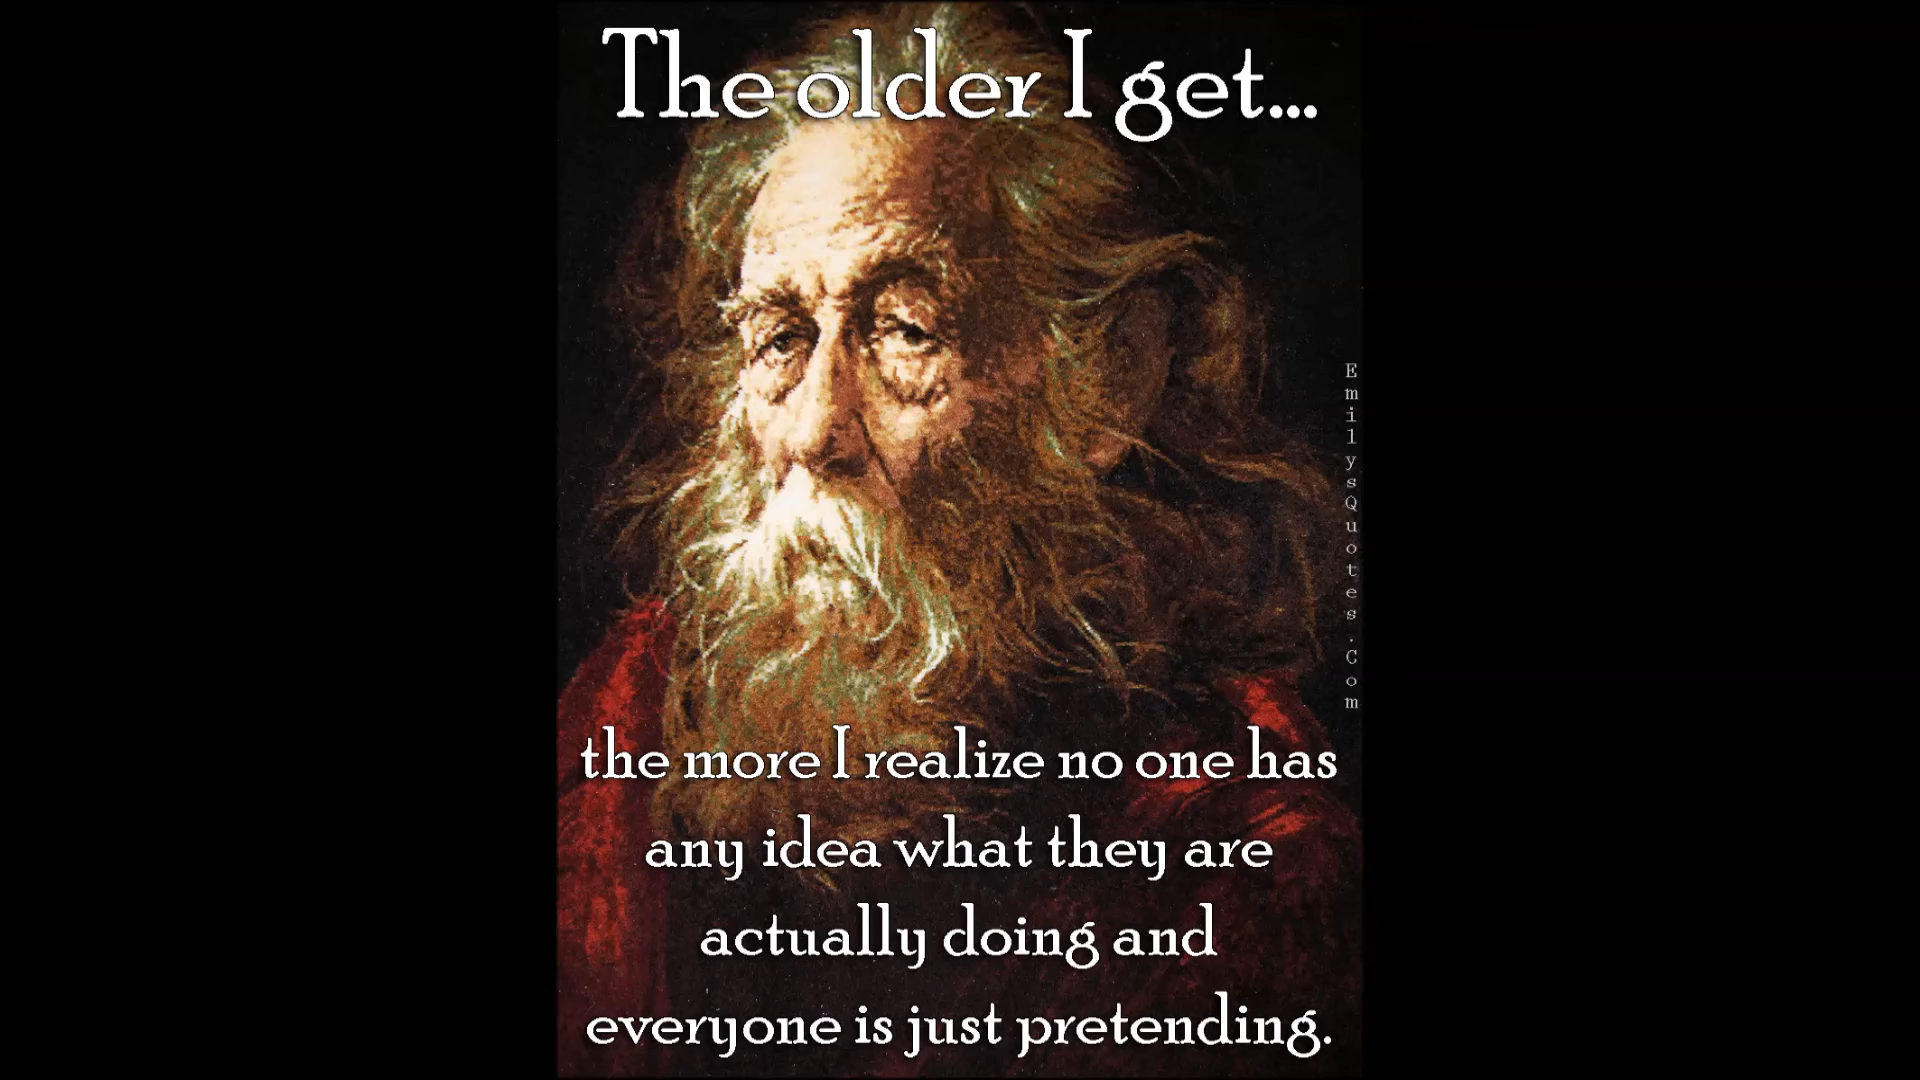 The older I get...
the more I realize no one has
any idea what they are
actually doing and
everyone is just pretending.
EmilysQuotes.Com